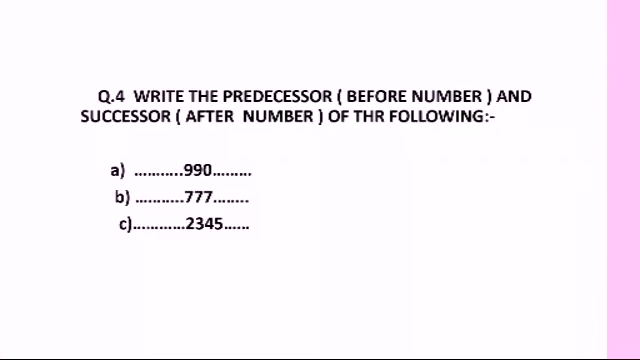 Q.4 WRITE THE PREDECESSOR ( BEFORE NUMBER ) AND
SUCCESSOR ( AFTER NUMBER ) OF THR FOLLOWING:-
a) ...........990.........
b) ...........777........
c)............2345......